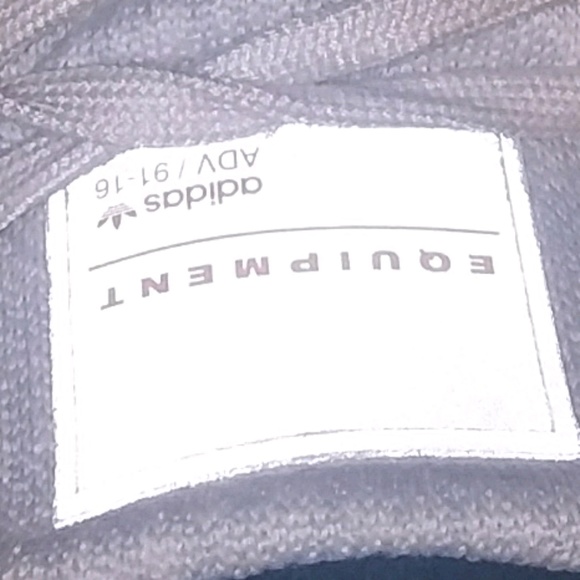 EQUIPMENT
adidas
ADV / 91-16